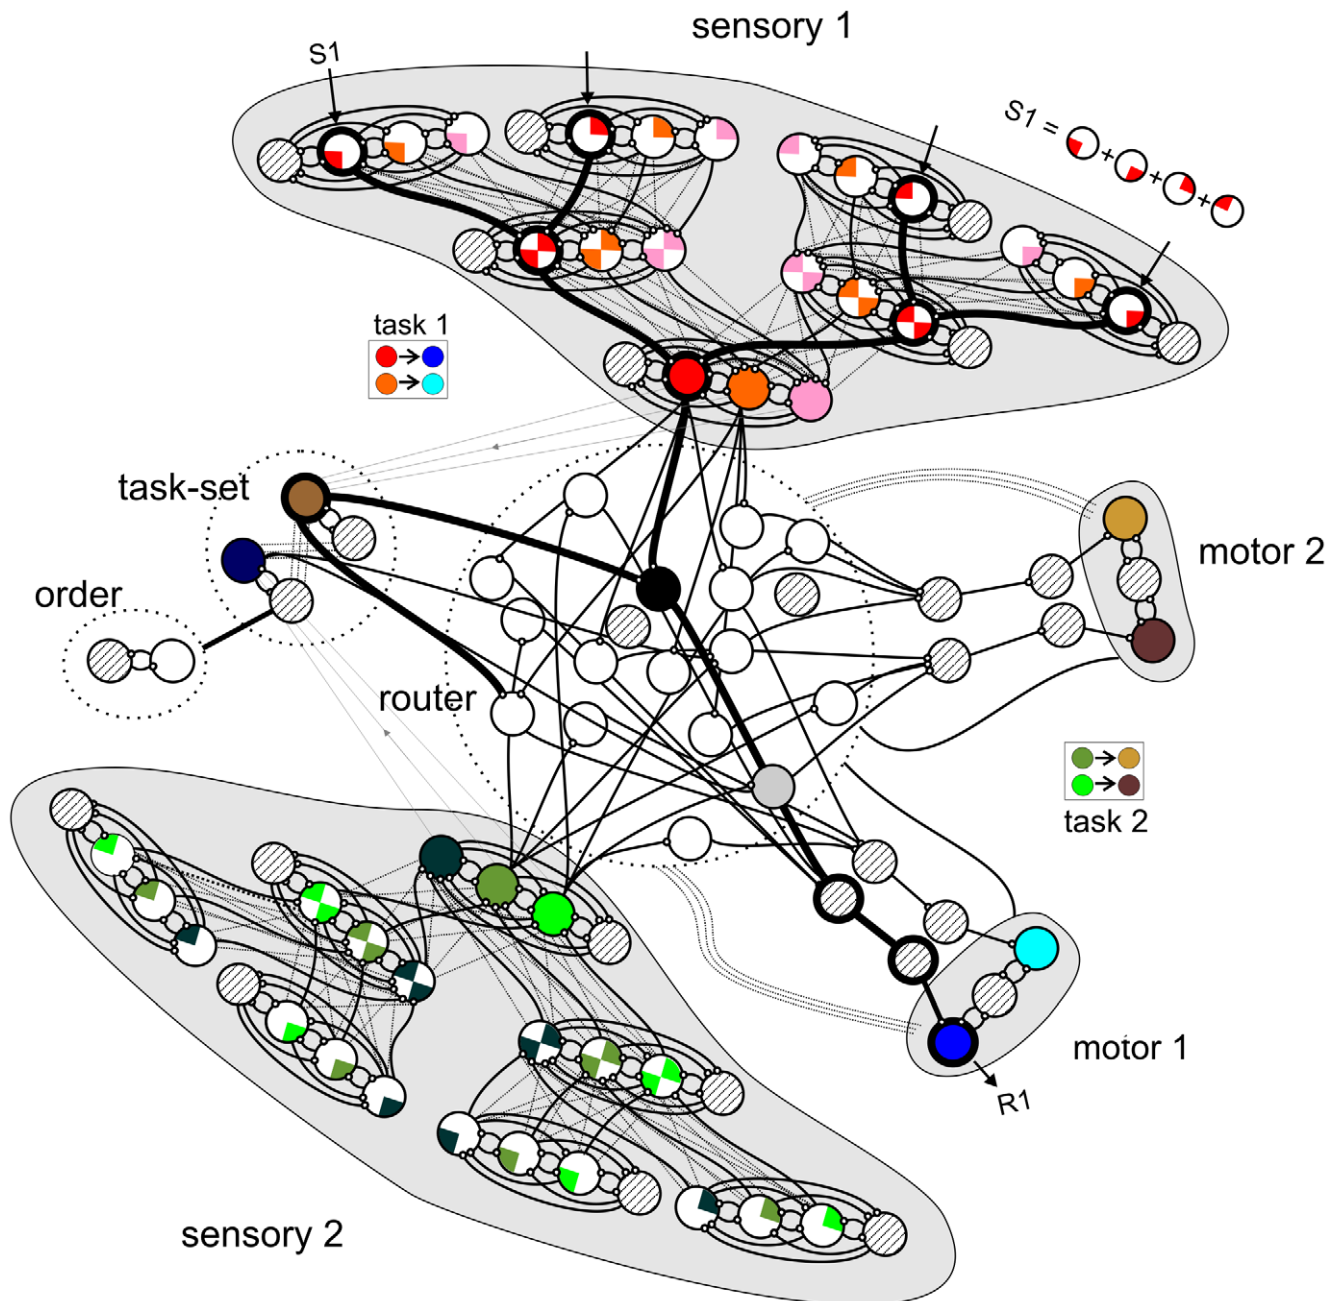 sensory 1
S1
S1 = + + +
task 1
task-set
motor 2
order
router
task 2
motor 1
R1
sensory 2